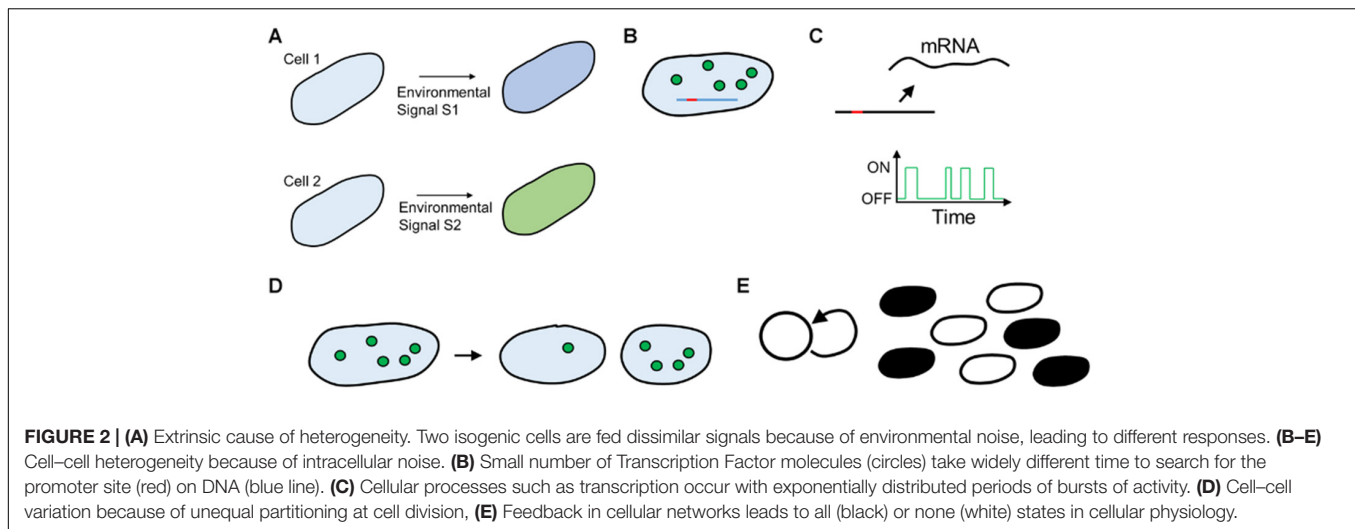 A
Cell 1
Environmental
Signal S1
Cell 2
Environmental
Signal S2
B
C
mRNA
ON
OFF
Time
D
E
FIGURE 2 | (A) Extrinsic cause of heterogeneity. Two isogenic cells are fed dissimilar signals because of environmental noise, leading to different responses. (B–E)
Cell–cell heterogeneity because of intracellular noise. (B) Small number of Transcription Factor molecules (circles) take widely different time to search for the
promoter site (red) on DNA (blue line). (C) Cellular processes such as transcription occur with exponentially distributed periods of bursts of activity. (D) Cell–cell
variation because of unequal partitioning at cell division, (E) Feedback in cellular networks leads to all (black) or none (white) states in cellular physiology.